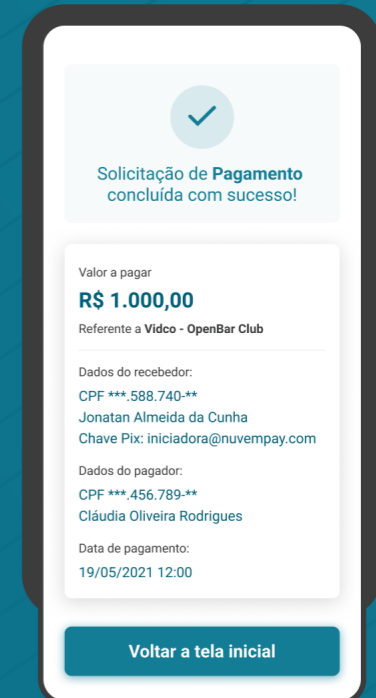 Solicitação de Pagamento
concluída com sucesso!
Valor a pagar
R$ 1.000,00
Referente a Vidco - OpenBar Club
Dados do recebedor:
CPF ***.588.740-**
Jonatan Almeida da Cunha
Chave Pix: iniciadora@nuvempay.com
Dados do pagador:
CPF ***.456.789-**
Cláudia Oliveira Rodrigues
Data de pagamento:
19/05/2021 12:00
Voltar a tela inicial